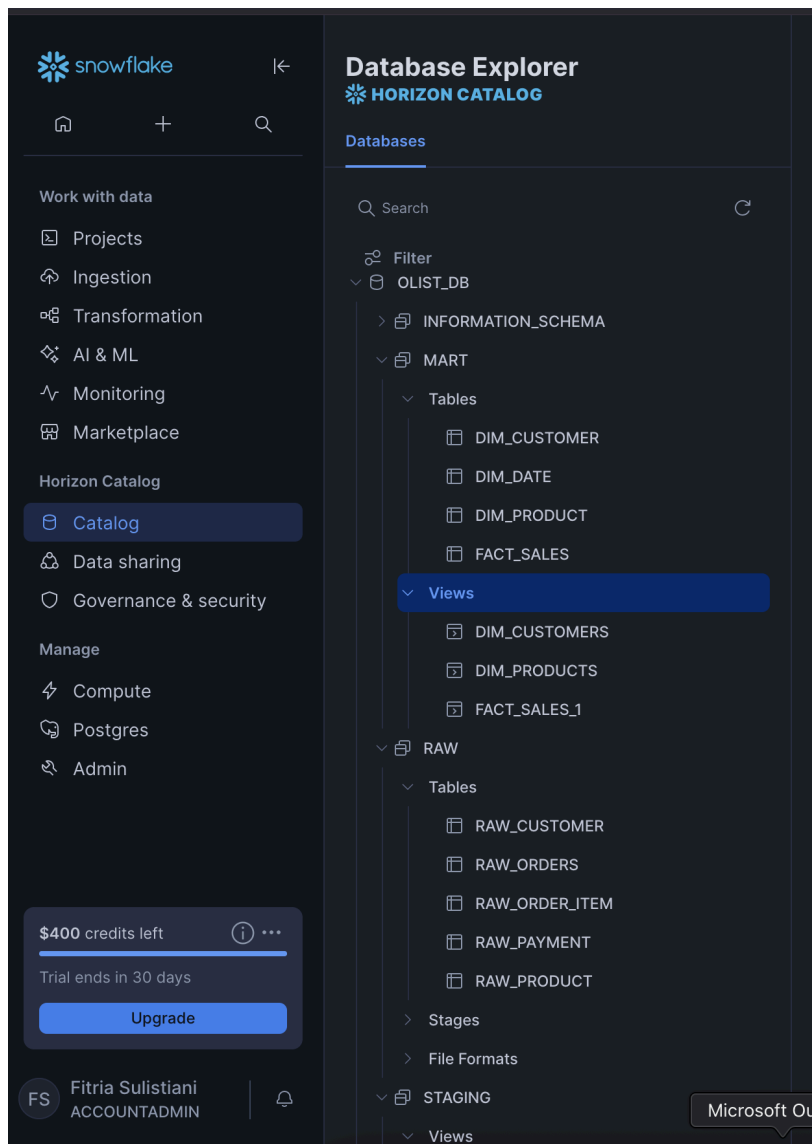 snowflake
Work with data
Projects
Ingestion
Transformation
AI & ML
Monitoring
Marketplace
Horizon Catalog
Catalog
Data sharing
Governance & security
Manage
Compute
Postgres
Admin
$400 credits left
Trial ends in 30 days
Upgrade
FS
Fitria Sulistiani
ACCOUNTADMIN
Database Explorer
HORIZON CATALOG
Databases
Search
Filter
OLIST_DB
INFORMATION_SCHEMA
MART
Tables
DIM_CUSTOMER
DIM_DATE
DIM_PRODUCT
FACT_SALES
Views
DIM_CUSTOMERS
DIM_PRODUCTS
FACT_SALES_1
RAW
Tables
RAW_CUSTOMER
RAW_ORDERS
RAW_ORDER_ITEM
RAW_PAYMENT
RAW_PRODUCT
Stages
File Formats
STAGING
Views
Microsoft Ou